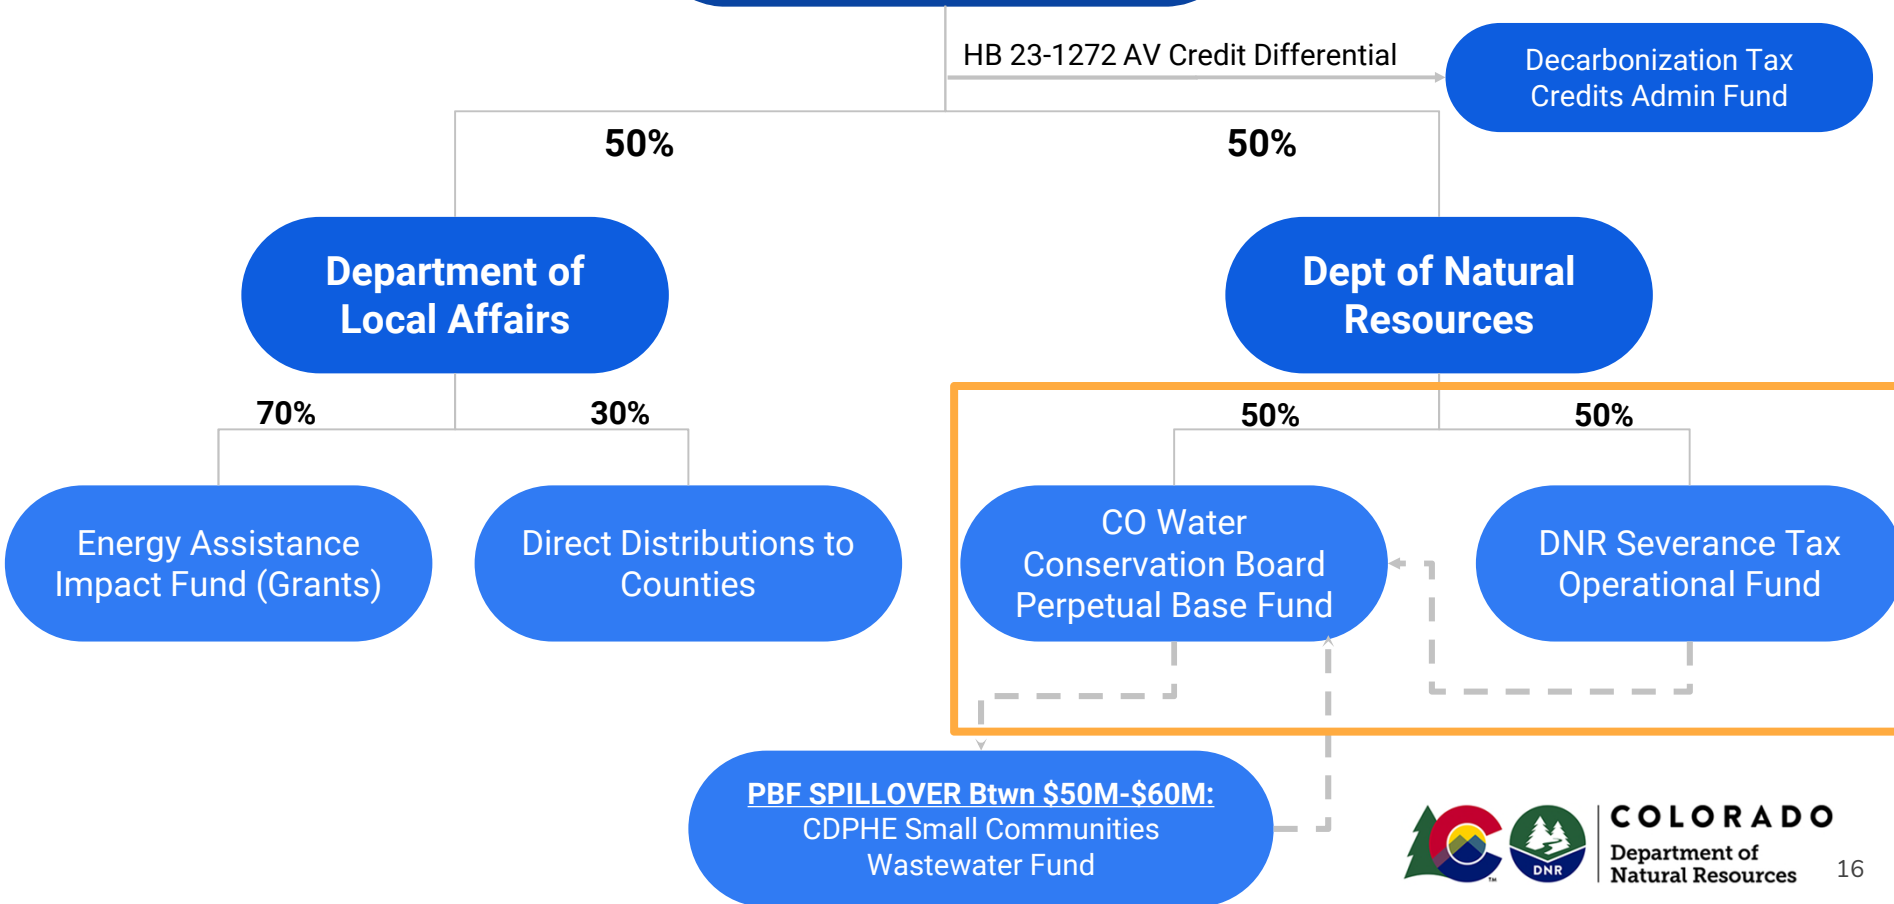 HB 23-1272 AV Credit Differential
Decarbonization Tax
Credits Admin Fund
50%
50%
Department of
Local Affairs
Dept of Natural
Resources
70%
30%
50%
50%
Energy Assistance
Impact Fund (Grants)
Direct Distributions to
Counties
CO Water
Conservation Board
Perpetual Base Fund
DNR Severance Tax
Operational Fund
PBF SPILLOVER Btwn $50M-$60M:
CDPHE Small Communities
Wastewater Fund
DNR
TM
COLORADO
Department of
Natural Resources
16